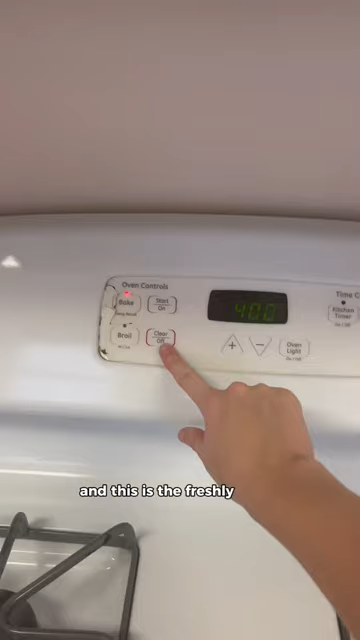 Oven Controls
Time C
Bake
Start
On
400
Kitchen
Timer
Broil
Clear
Off
+
−
Oven
Light
and this is the freshly